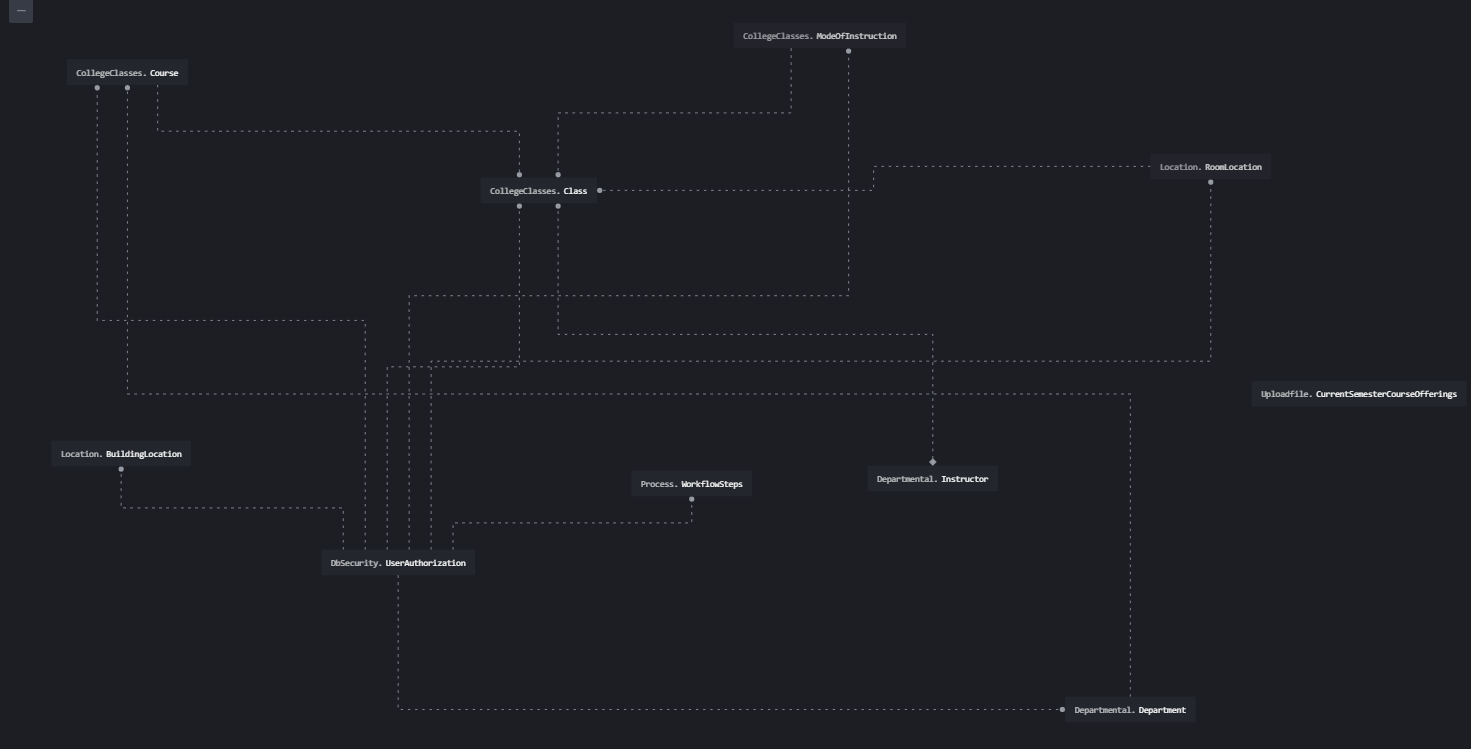 CollegeClasses. ModeOfInstruction
CollegeClasses. Course
Location. RoomLocation
CollegeClasses. Class
Uploadfile. CurrentSemesterCourseOfferings
Location. BuildingLocation
Departmental. Instructor
Process. WorkflowSteps
DbSecurity. UserAuthorization
Departmental. Department